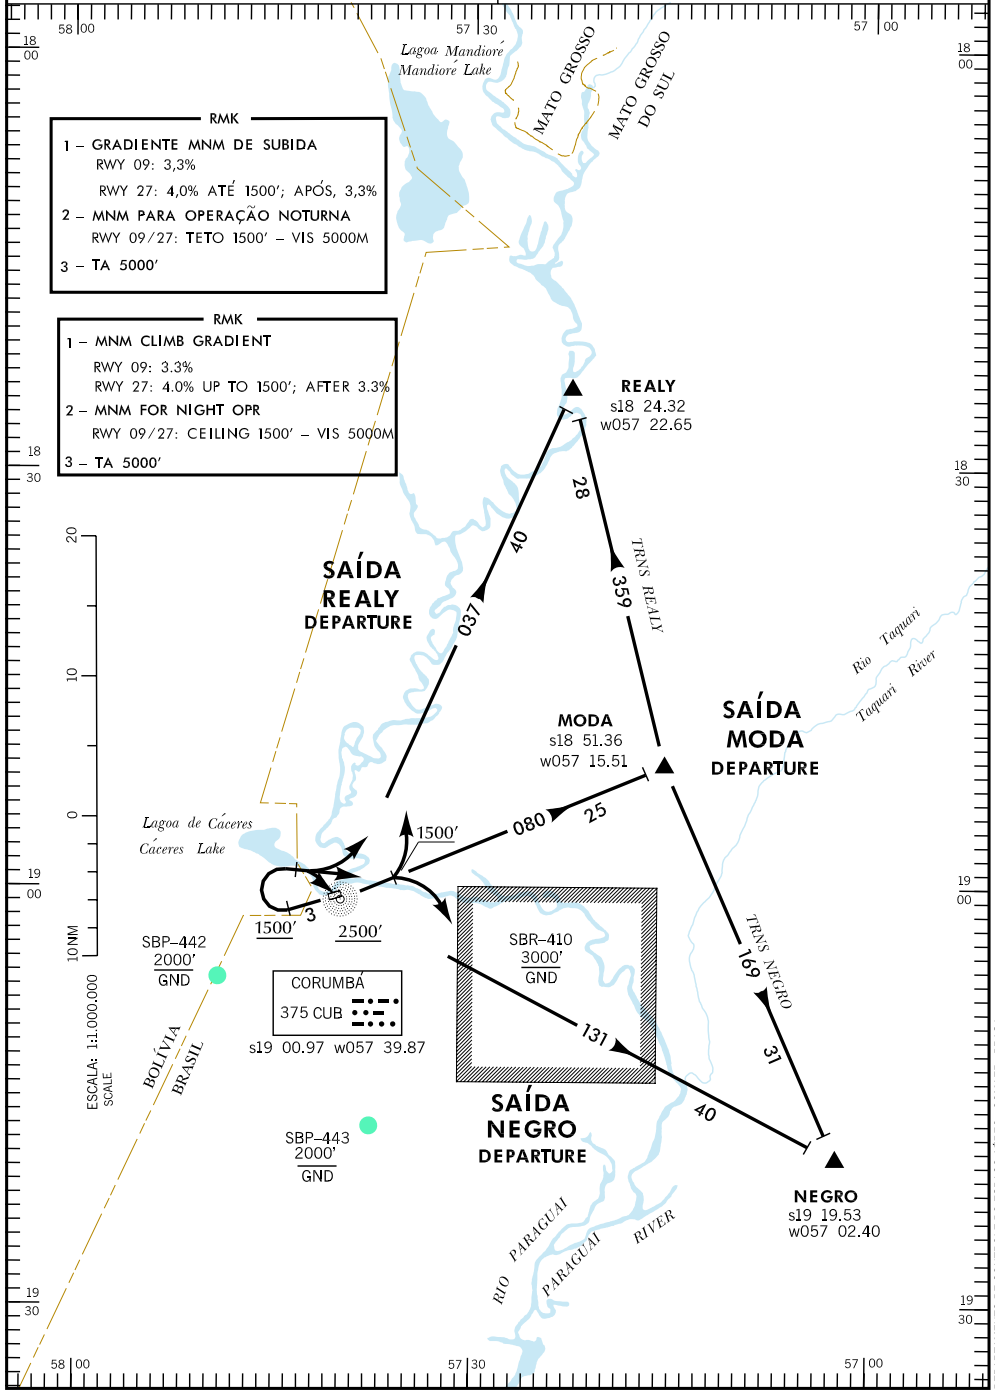 58 00
57 30
57 00
18 00
18 00
Lagoa Mandioré
Mandioré Lake
MATO GROSSO
MATO GROSSO DO SUL
RMK
1 – GRADIENTE MNM DE SUBIDA
RWY 09: 3,3%
RWY 27: 4,0% ATÉ 1500'; APÓS, 3,3%
2 – MNM PARA OPERAÇÃO NOTURNA
RWY 09/27: TETO 1500' – VIS 5000M
3 – TA 5000'
RMK
1 – MNM CLIMB GRADIENT
RWY 09: 3.3%
RWY 27: 4.0% UP TO 1500'; AFTER 3.3%
2 – MNM FOR NIGHT OPR
RWY 09/27: CEILING 1500' – VIS 5000M
3 – TA 5000'
REALY
s18 24.32
w057 22.65
18 30
18 30
28
40
20
SAÍDA
REALY
DEPARTURE
037
359
TRNS REALY
Rio Taquari
Taquari River
10
MODA
s18 51.36
w057 15.51
SAÍDA
MODA
DEPARTURE
0
080
25
Lagoa de Cáceres
Cáceres Lake
1500'
19 00
19 00
3
1500'
2500'
10NM
SBP–442
2000'
GND
SBR–410
3000'
GND
TRNS NEGRO
169
CORUMBÁ
375 CUB
s19 00.97 w057 39.87
131
31
ESCALA: 1:1.000.000
SCALE
BOLÍVIA
BRASIL
40
SAÍDA
NEGRO
DEPARTURE
SBP–443
2000'
GND
NEGRO
s19 19.53
w057 02.40
RIO PARAGUAI
PARAGUAI RIVER
19 30
19 30
58 00
57 30
57 00